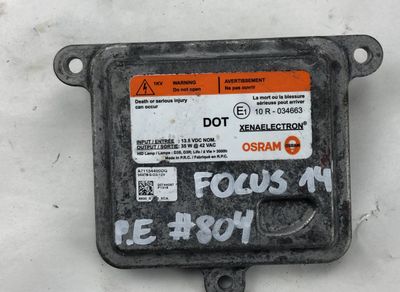 1KV WARNING
Do not open
AVERTISSEMENT
Ne pas ouvrir
Death or serious injury
can occur
La mort où la blessure
sérieuse peut arriver
DOT
E1 10 R - 034663
XENAELECTRON®
INPUT / ENTRÉE : 13.5 VDC NOM.
OUTPUT / SORTIE: 35 W @ 42 VAC
OSRAM
Made in P.R.C. / Fabriqué en R.P.C.
FOCUS 14
P.E #804